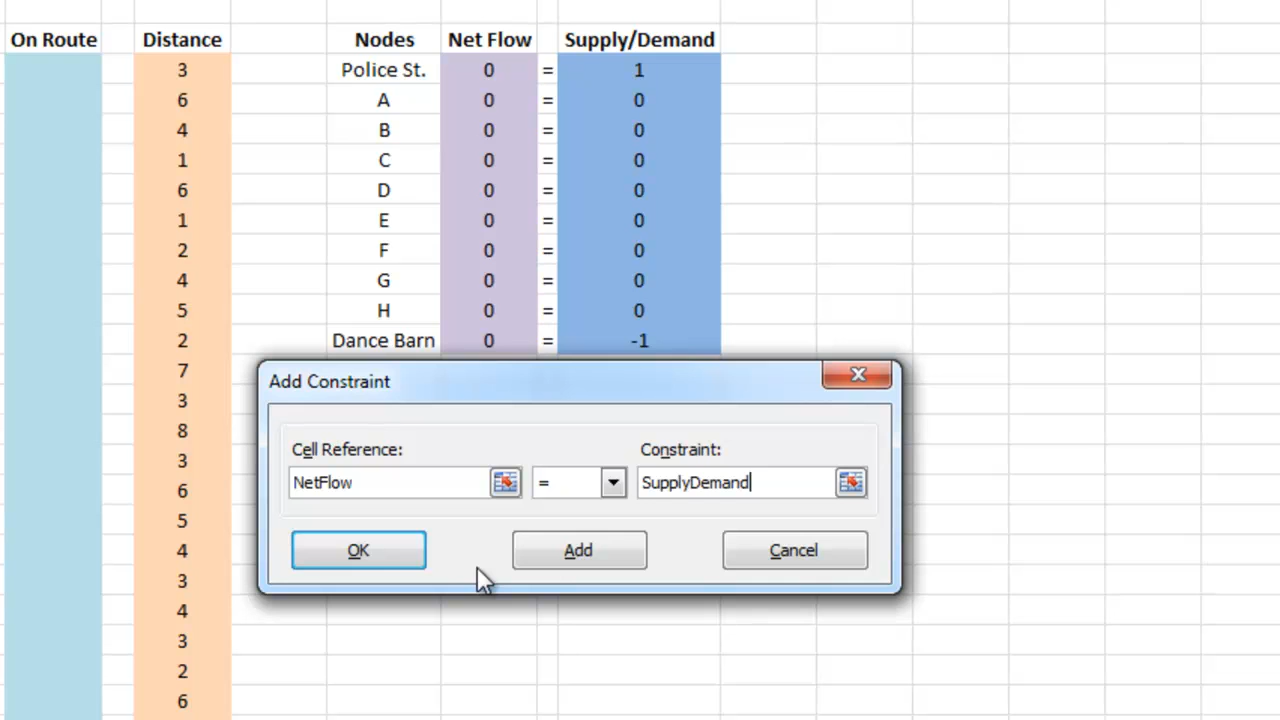 On Route Distance Nodes Net Flow Supply/Demand
3 Police St. 0 = 1
6 A 0 = 0
4 B 0 = 0
1 C 0 = 0
6 D 0 = 0
1 E 0 = 0
2 F 0 = 0
4 G 0 = 0
5 H 0 = 0
2 Dance Barn 0 = -1
7
Add Constraint
3
8
Cell Reference: Constraint:
3
NetFlow = SupplyDemand
6
5
4
OK Add Cancel
3
4
3
2
6